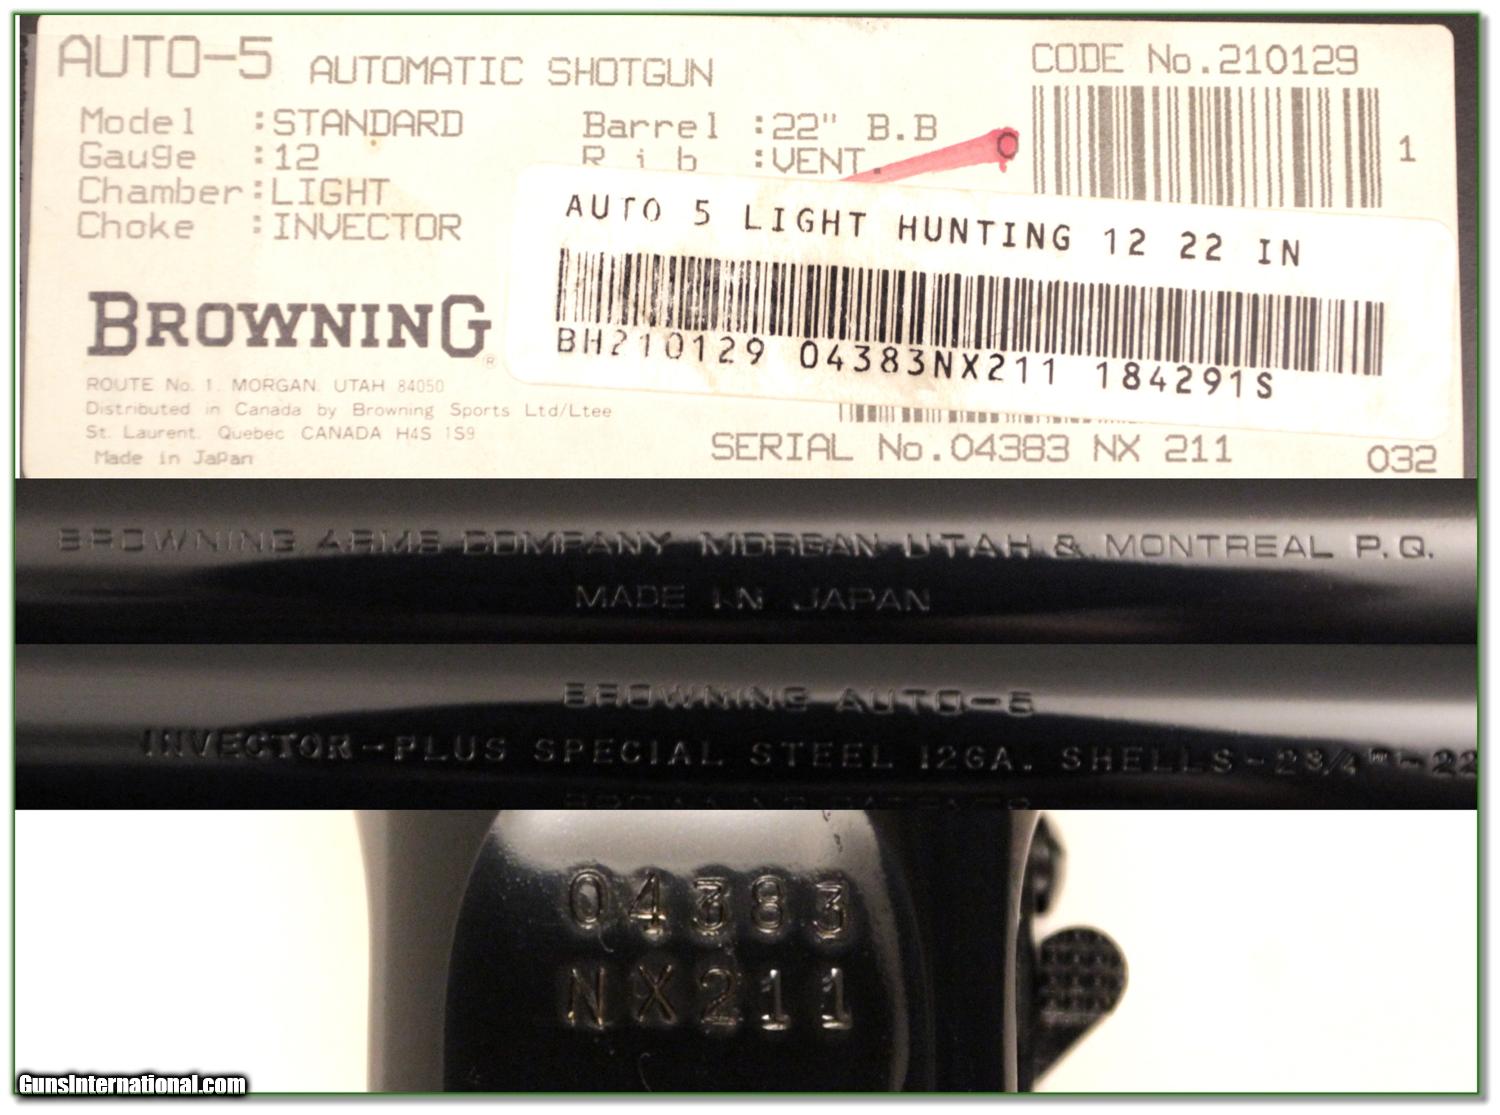 AUTO-5 AUTOMATIC SHOTGUN
CODE No.210129
Model :STANDARD
Gauge :12
Chamber:LIGHT
Choke :INVECTOR
Barrel :22" B.B
Rib :VENT.
1
AUTO 5 LIGHT HUNTING 12 22 IN
BH210129 04383NX211 184291S
BROWNING®
ROUTE No. 1. MORGAN. UTAH 84050
Distributed in Canada by Browning Sports Ltd/Ltee
St. Laurent. Quebec CANADA H4S 1S9
Made in JaPan
SERIAL No.04383 NX 211
032
BROWNING ARMS COMPANY MORGAN UTAH & MONTREAL P.Q.
MADE IN JAPAN
BROWNING AUTO-5
INVECTOR-PLUS SPECIAL STEEL 12GA. SHELLS-2 3/4"-22
04383
NX211
GunsInternational.com